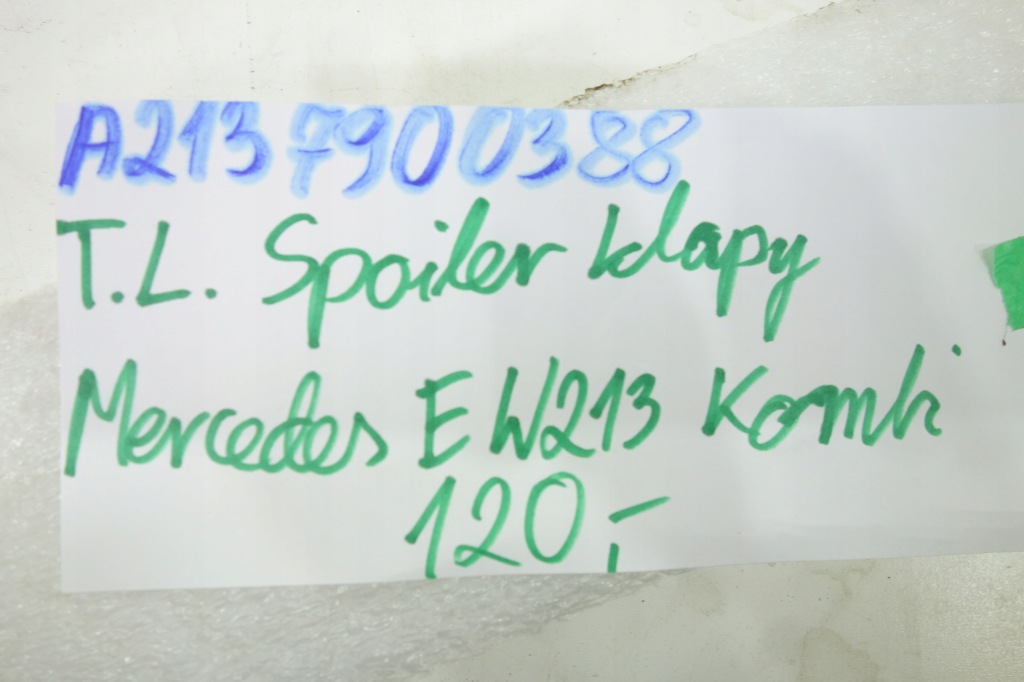 A213 7900388
T.L. Spoiler klapy
Mercedes E W213 Kombi
120,-